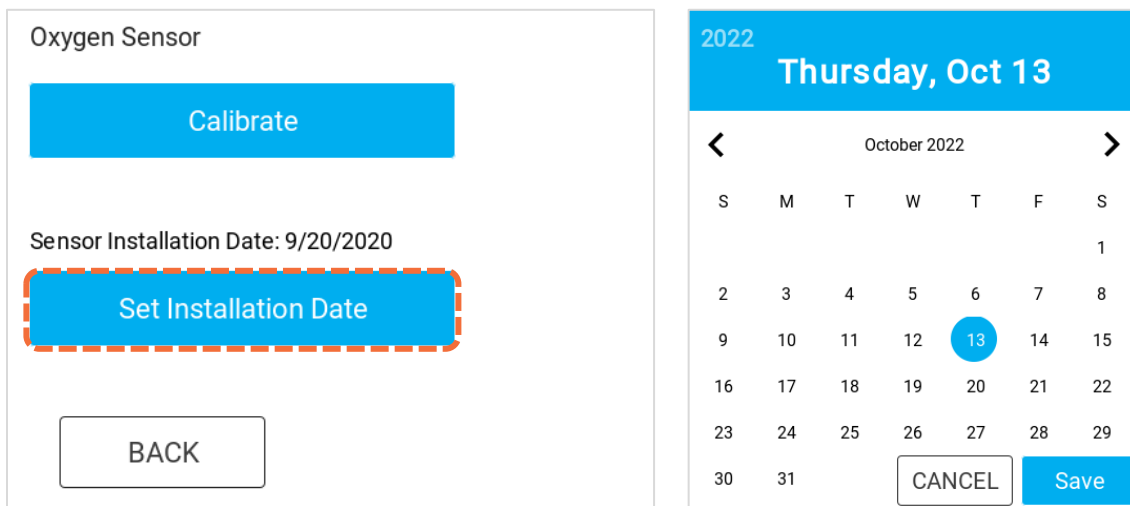 Oxygen Sensor
Calibrate
Sensor Installation Date: 9/20/2020
Set Installation Date
BACK
2022
Thursday, Oct 13
October 2022
S M T W T F S
1
2 3 4 5 6 7 8
9 10 11 12 13 14 15
16 17 18 19 20 21 22
23 24 25 26 27 28 29
30 31
CANCEL Save